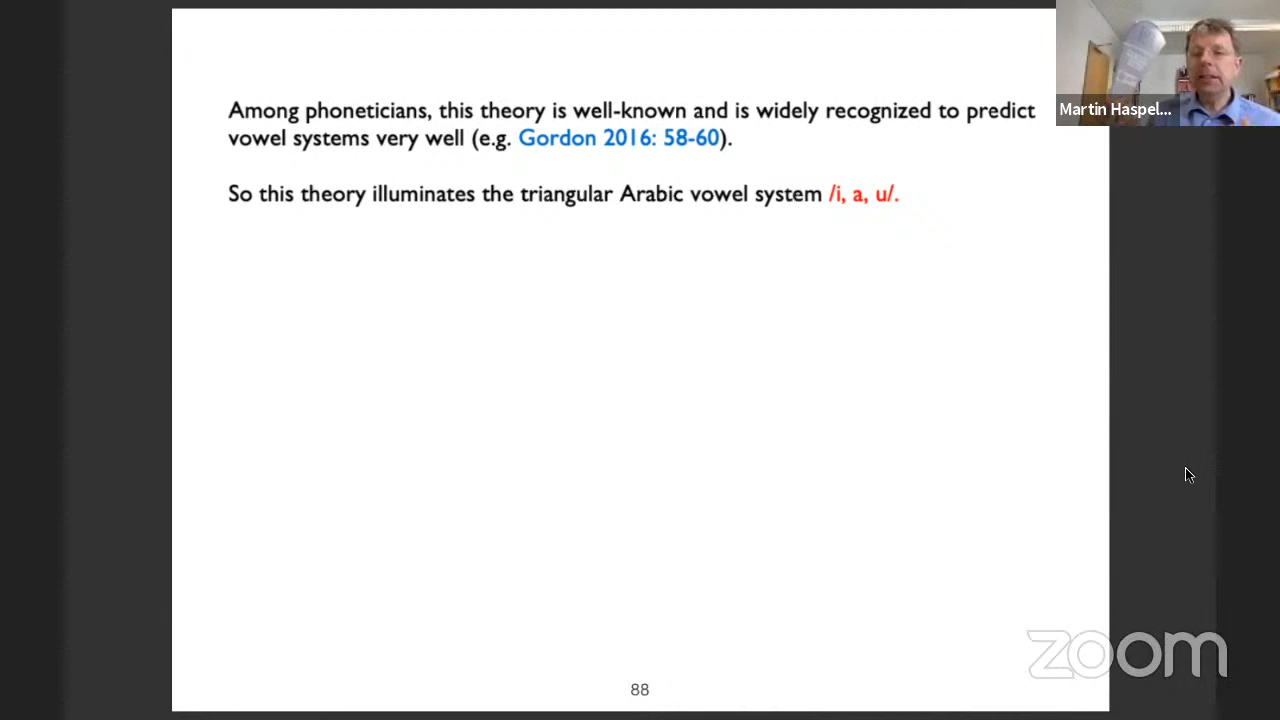 Among phoneticians, this theory is well-known and is widely recognized to predict
vowel systems very well (e.g. Gordon 2016: 58-60).
So this theory illuminates the triangular Arabic vowel system /i, a, u/.
Martin Haspel...
zoom
88